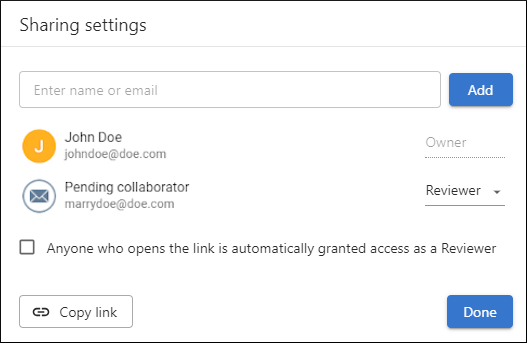 Sharing settings
Enter name or email
Add
J
John Doe
johndoe@doe.com
Owner
Pending collaborator
marrydoe@doe.com
Reviewer
Anyone who opens the link is automatically granted access as a Reviewer
Copy link
Done